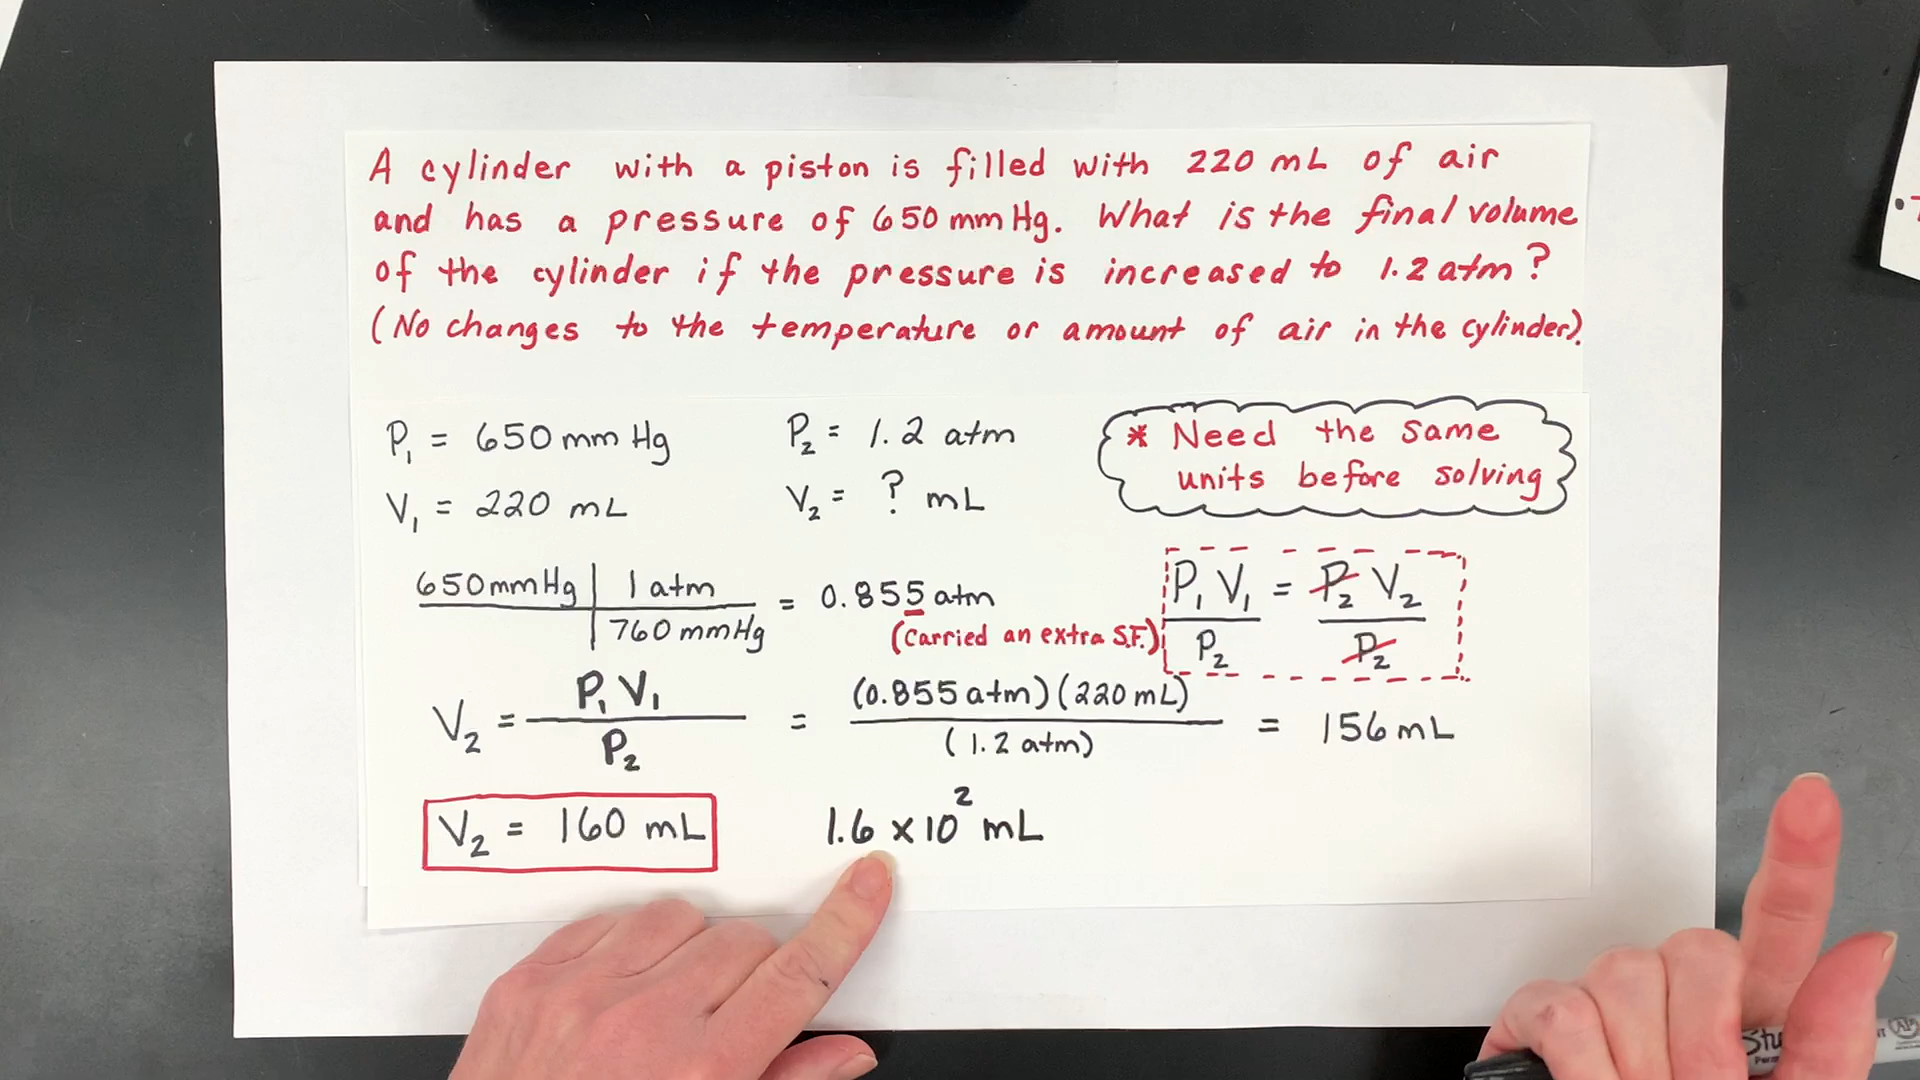 A cylinder with a piston is filled with 220 mL of air
and has a pressure of 650 mmHg. What is the final volume
of the cylinder if the pressure is increased to 1.2 atm?
(No changes to the temperature or amount of air in the cylinder).
P₁ = 650 mm Hg P₂ = 1.2 atm
V₁ = 220 mL V₂ = ? mL
* Need the same
units before solving
650 mmHg | 1 atm = 0.855 atm
760 mmHg
(Carried an extra S.F.)
P₁ V₁ = P₂ V₂
P₂ P₂
V₂ = P₁ V₁ = (0.855 atm)(220 mL) = 156 mL
P₂ (1.2 atm)
V₂ = 160 mL 1.6 x 10² mL